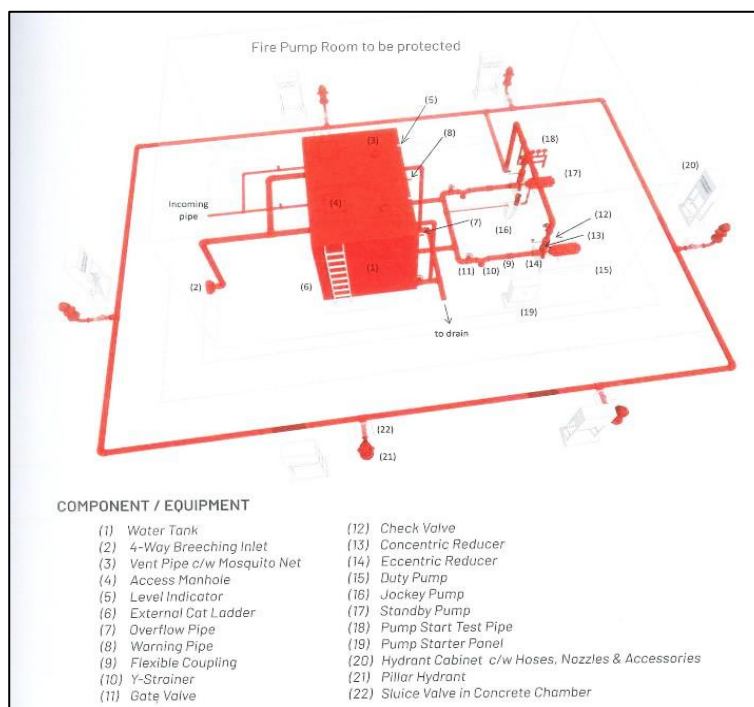 Fire Pump Room to be protected
(5)
(3)
(8)
(18)
(17)
(20)
Incoming
pipe
(4)
(16)
(12)
(7)
(13)
(1)
(11)
(10)
(9)
(14)
(15)
(2)
(6)
(19)
to drain
(22)
(21)
COMPONENT / EQUIPMENT
(1) Water Tank
(2) 4-Way Breeching Inlet
(3) Vent Pipe c/w Mosquito Net
(4) Access Manhole
(5) Level Indicator
(6) External Cat Ladder
(7) Overflow Pipe
(8) Warning Pipe
(9) Flexible Coupling
(10) Y-Strainer
(11) Gate Valve
(12) Check Valve
(13) Concentric Reducer
(14) Eccentric Reducer
(15) Duty Pump
(16) Jockey Pump
(17) Standby Pump
(18) Pump Start Test Pipe
(19) Pump Starter Panel
(20) Hydrant Cabinet c/w Hoses, Nozzles & Accessories
(21) Pillar Hydrant
(22) Sluice Valve in Concrete Chamber